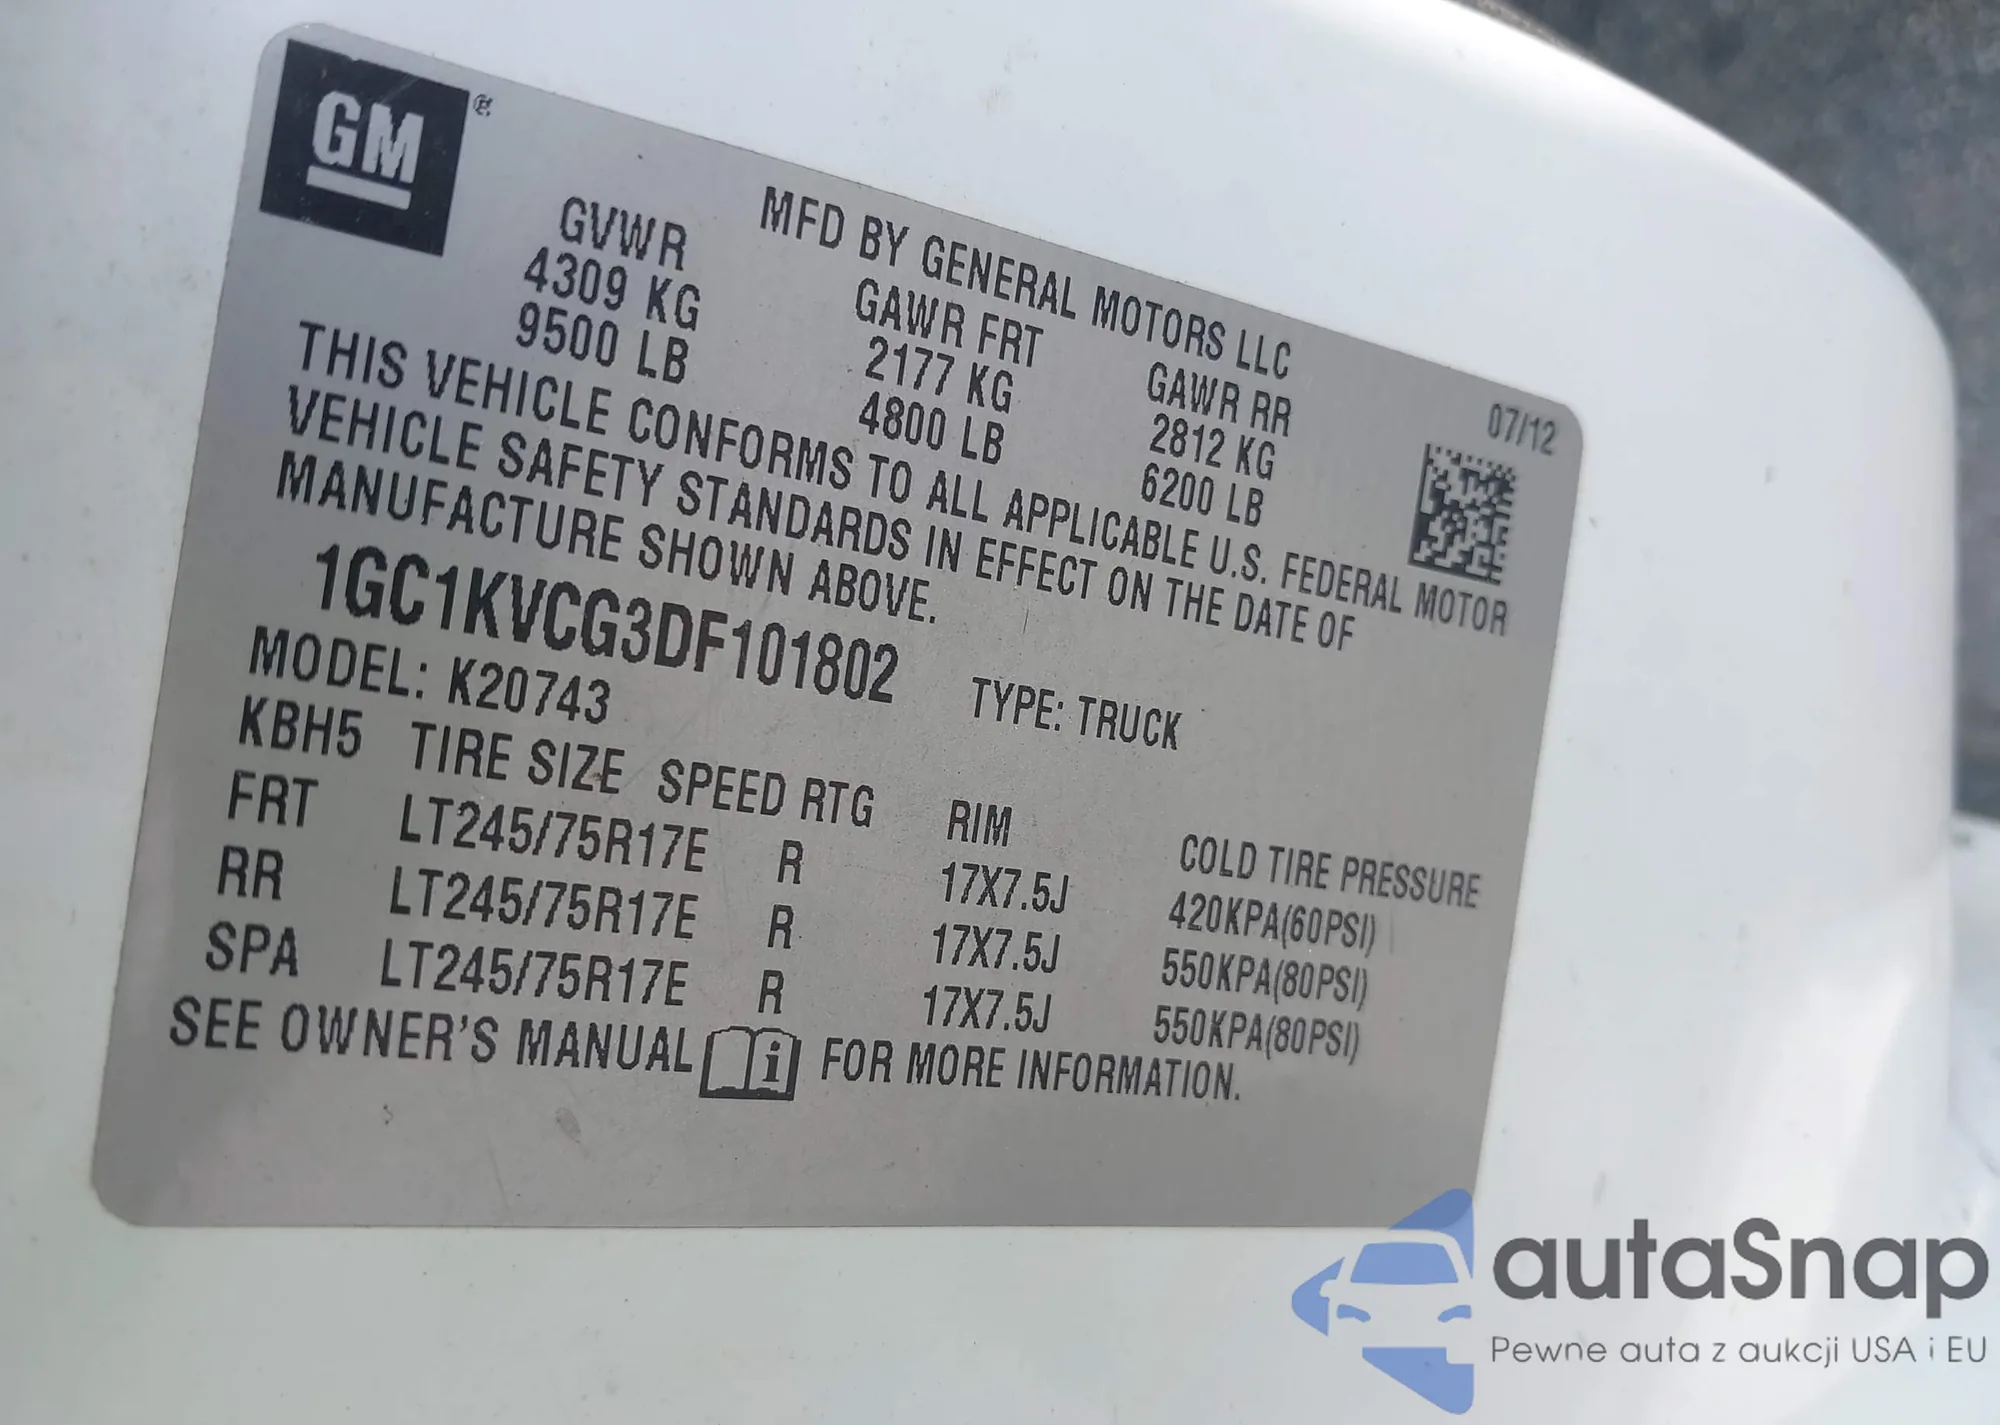 GM ®
MFD BY GENERAL MOTORS LLC 07/12
GVWR GAWR FRT GAWR RR
4309 KG 2177 KG 2812 KG
9500 LB 4800 LB 6200 LB
THIS VEHICLE CONFORMS TO ALL APPLICABLE U.S. FEDERAL MOTOR
VEHICLE SAFETY STANDARDS IN EFFECT ON THE DATE OF
MANUFACTURE SHOWN ABOVE.
1GC1KVCG3DF101802 TYPE: TRUCK
MODEL: K20743
KBH5 TIRE SIZE SPEED RTG RIM COLD TIRE PRESSURE
FRT LT245/75R17E R 17X7.5J 420KPA(60PSI)
RR LT245/75R17E R 17X7.5J 550KPA(80PSI)
SPA LT245/75R17E R 17X7.5J 550KPA(80PSI)
SEE OWNER'S MANUAL i FOR MORE INFORMATION.
autaSnap
Pewne auta z aukcji USA i EU